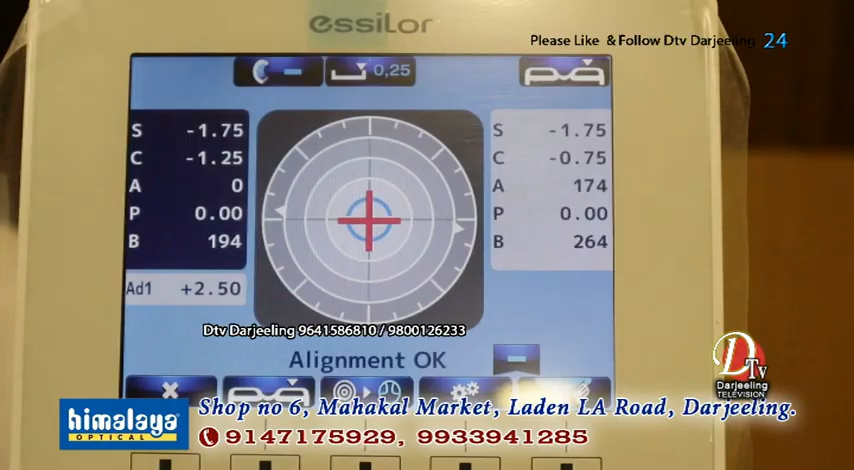 essilor
Please Like & Follow Dtv Darjeeling 24
0,25
S -1.75
C -1.25
A 0
P 0.00
B 194
Ad1 +2.50
S -1.75
C -0.75
A 174
P 0.00
B 264
Dtv Darjeeling 9641586810 / 9800126233
Alignment OK
DTv
Darjeeling
TELEVISION
himalaya
OPTICAL
Shop no 6, Mahakal Market, Laden LA Road, Darjeeling.
9147175929, 9933941285